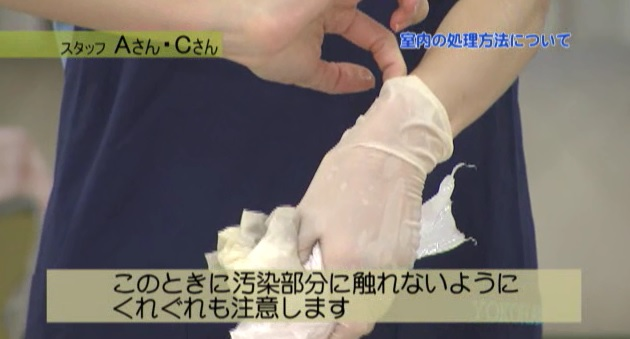 スタッフ Aさん・Cさん
室内の処理方法について
このときに汚染部分に触れないように
くれぐれも注意します